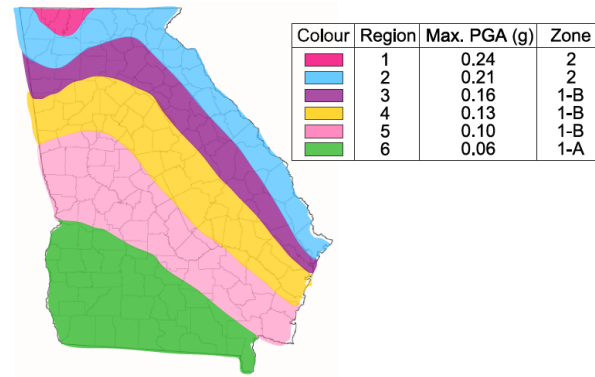 Colour Region Max. PGA (g) Zone
1 0.24 2
2 0.21 2
3 0.16 1-B
4 0.13 1-B
5 0.10 1-B
6 0.06 1-A